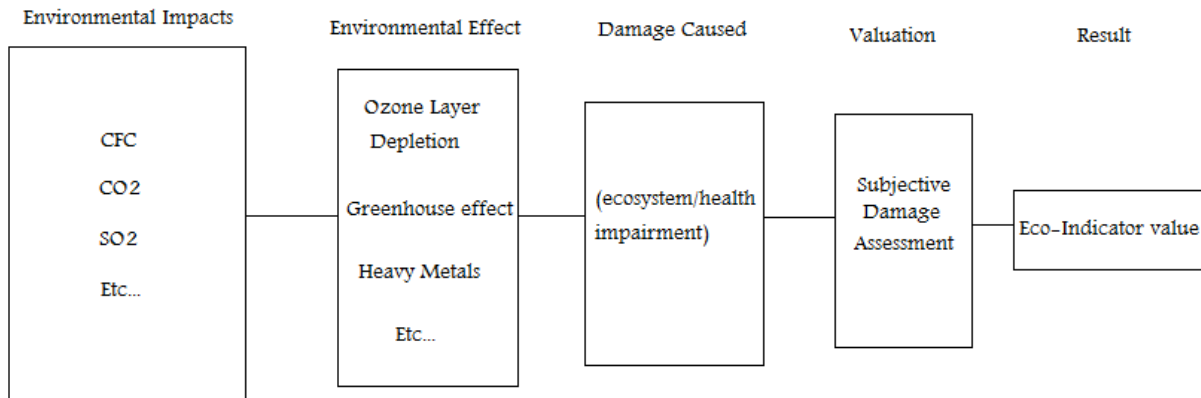 Environmental Impacts
Environmental Effect
Damage Caused
Valuation
Result
CFC
CO2
SO2
Etc...
Ozone Layer
Depletion
Greenhouse effect
Heavy Metals
Etc...
(ecosystem/health
impairment)
Subjective
Damage
Assessment
Eco-Indicator value